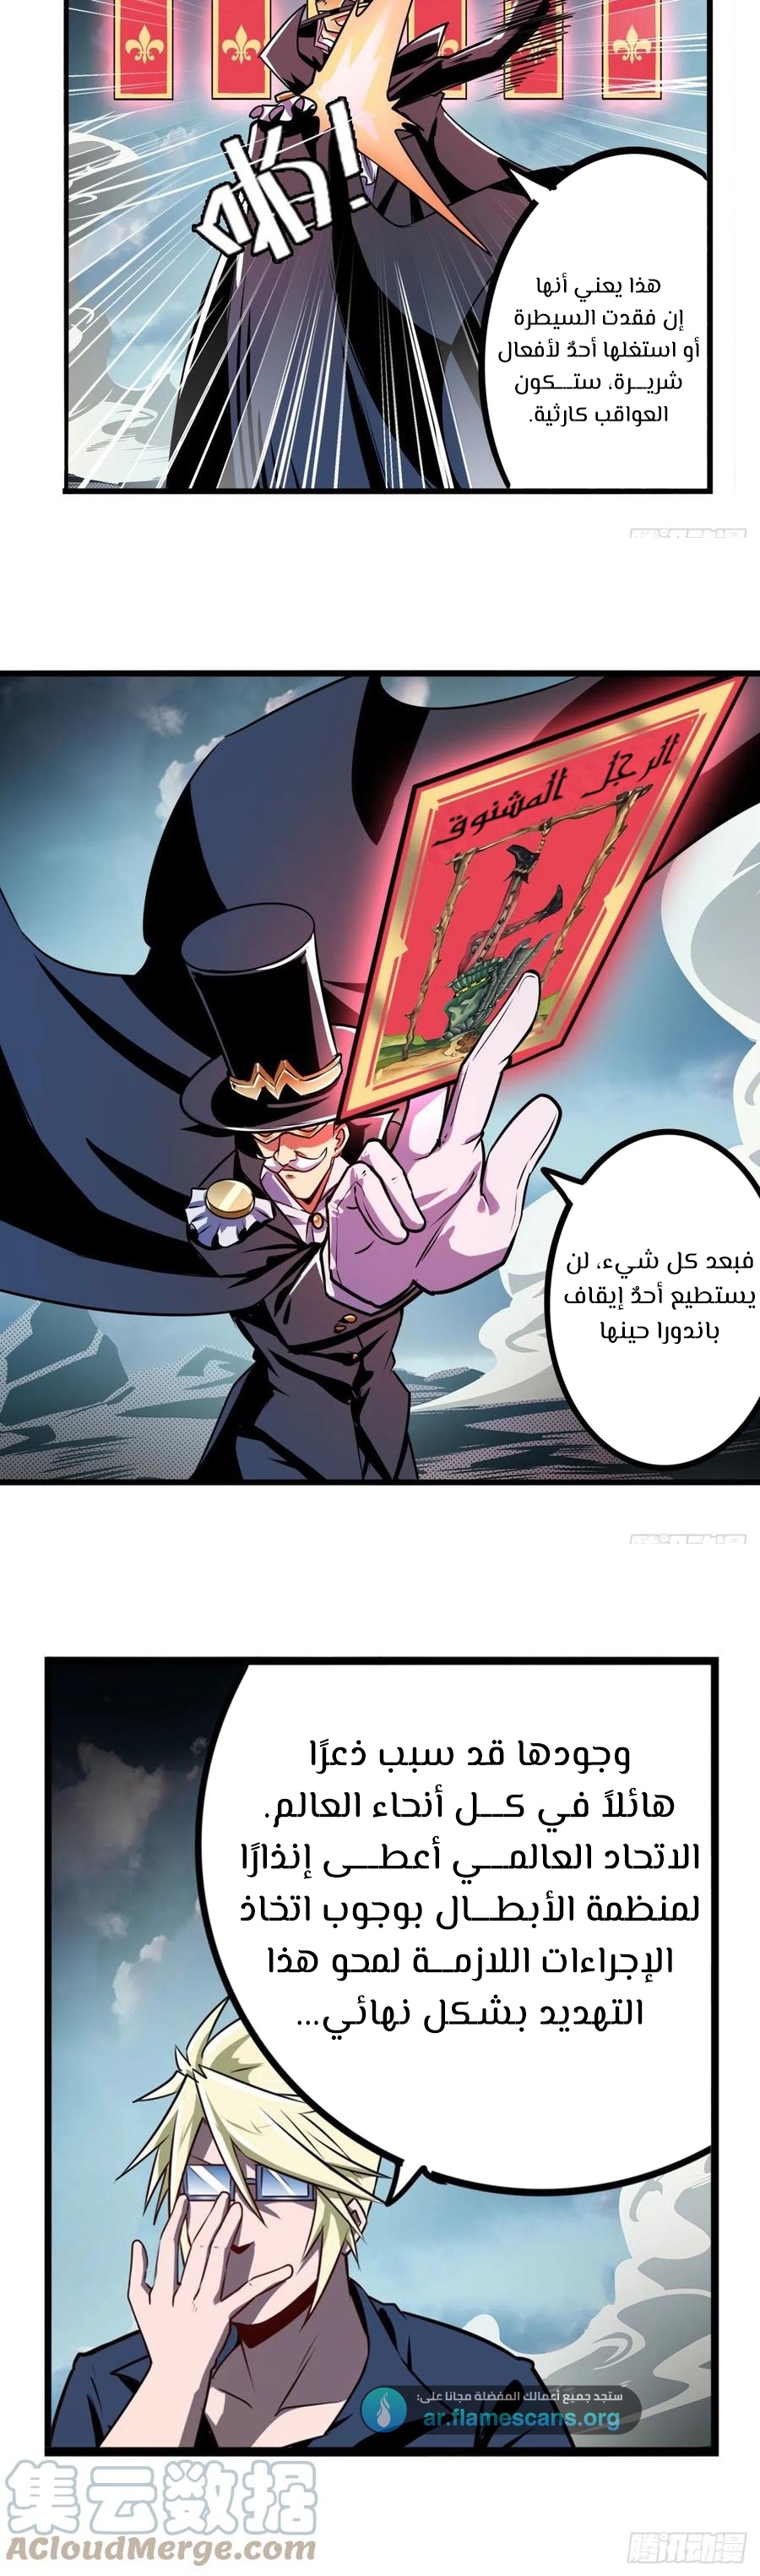 啪!
هذا يعني أنها
إن فقدت السيطرة
أو استغلها أحدٌ لأفعال
شريـرة، ستـكون
العواقب كارثية.
الرجل المشنوق
فبعد كل شيء، لن
يستطيع أحدٌ إيقاف
باندورا حينها
وجودها قد سبب ذعرًا
هائلاً في كـل أنحاء العالم.
الاتحاد العالمـي أعطـى إنذارًا
لمنظمة الأبطـال بوجوب اتخاذ
الإجراءات اللازمـة لمحو هذا
التهديد بشكل نهائي...
ستجد جميع أعمالك المفضلة مجانا على:
ar.flamescans.org
集云数据
ACloudMerge.com
腾讯动漫